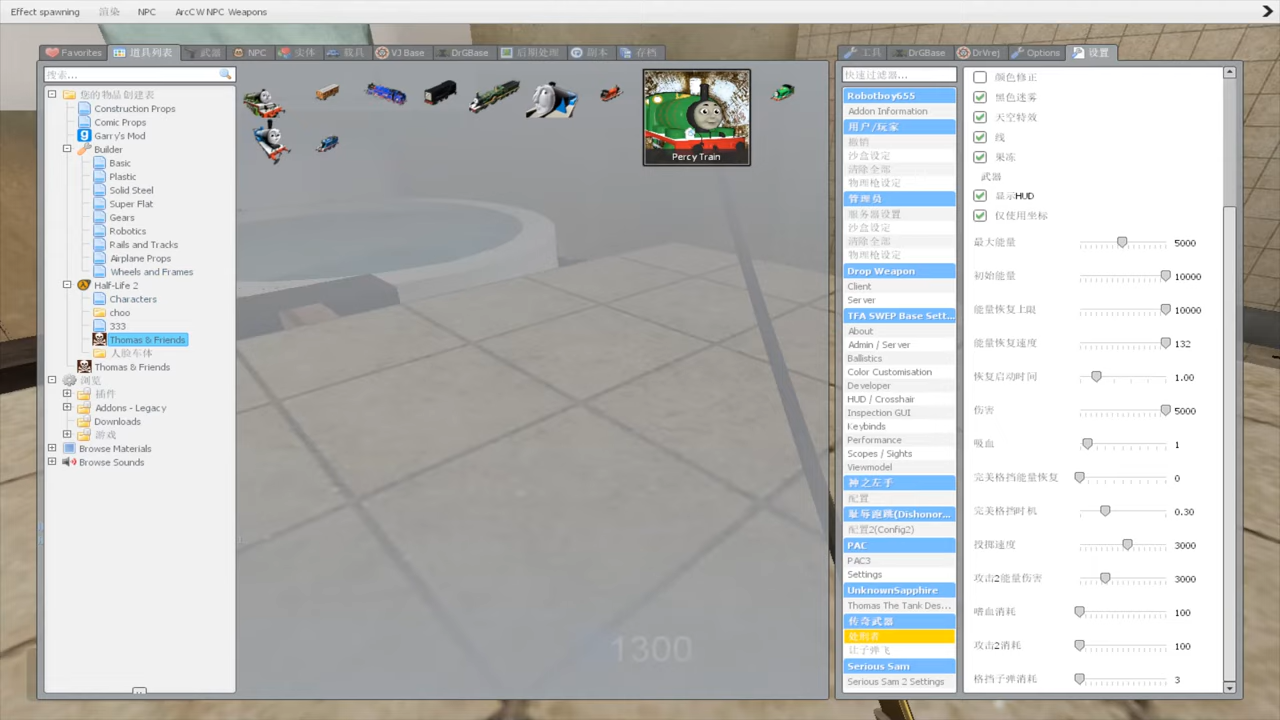 Effect spawning
渲染
NPC
ArcCW NPC Weapons
Favorites
道具列表
武器
NPC
实体
载具
VJ Base
DrGBase
后期处理
副本
存档
搜索...
您的物品创建表
Construction Props
Comic Props
Garry's Mod
Builder
Basic
Plastic
Solid Steel
Super Flat
Gears
Robotics
Rails and Tracks
Airplane Props
Wheels and Frames
Half-Life 2
Characters
choo
333
Thomas & Friends
人脸车体
Thomas & Friends
浏览
插件
Addons - Legacy
Downloads
游戏
Browse Materials
Browse Sounds
Percy Train
1300
工具
DrGBase
DrVrej
Options
设置
快速过滤器...
Robotboy655
Addon Information
用户/玩家
撤销
沙盒设定
清除全部
物理枪设定
管理员
服务器设置
沙盒设定
清除全部
物理枪设定
Drop Weapon
Client
Server
TFA SWEP Base Sett...
About
Admin / Server
Ballistics
Color Customisation
Developer
HUD / Crosshair
Inspection GUI
Keybinds
Performance
Scopes / Sights
Viewmodel
神之左手
配置
耻辱跑跳(Dishonor...
配置2(Config2)
PAC
PAC3
Settings
UnknownSapphire
Thomas The Tank Des...
传奇武器
处刑者
让子弹飞
Serious Sam
Serious Sam 2 Settings
颜色修正
黑色迷雾
天空特效
线
果冻
武器
显示HUD
仅使用坐标
最大能量 5000
初始能量 10000
能量恢复上限 10000
能量恢复速度 132
恢复启动时间 1.00
伤害 5000
吸血 1
完美格挡能量恢复 0
完美格挡时机 0.30
投掷速度 3000
攻击2能量伤害 3000
嗜血消耗 100
攻击2消耗 100
格挡子弹消耗 3